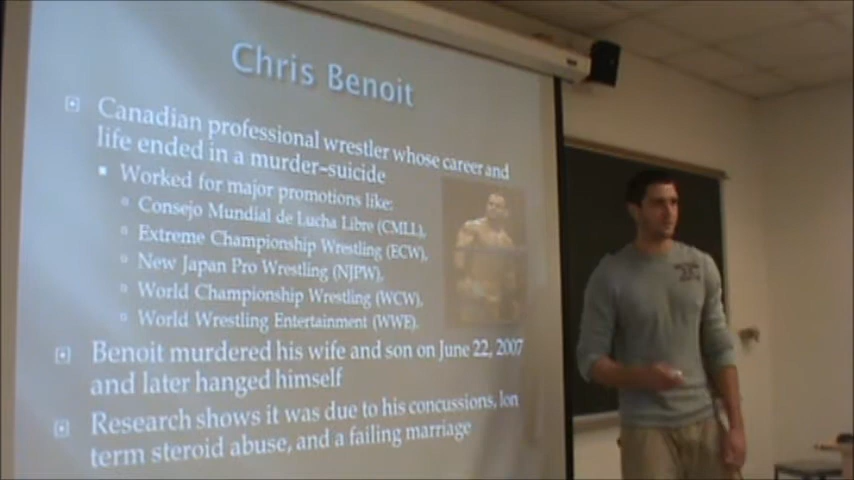 Chris Benoit
Canadian professional wrestler whose career and
life ended in a murder-suicide
Worked for major promotions like:
Consejo Mundial de Lucha Libre (CMLL),
Extreme Championship Wrestling (ECW),
New Japan Pro Wrestling (NJPW),
World Championship Wrestling (WCW),
World Wrestling Entertainment (WWE).
Benoit murdered his wife and son on June 22, 2007
and later hanged himself
Research shows it was due to his concussions, lon
term steroid abuse, and a failing marriage